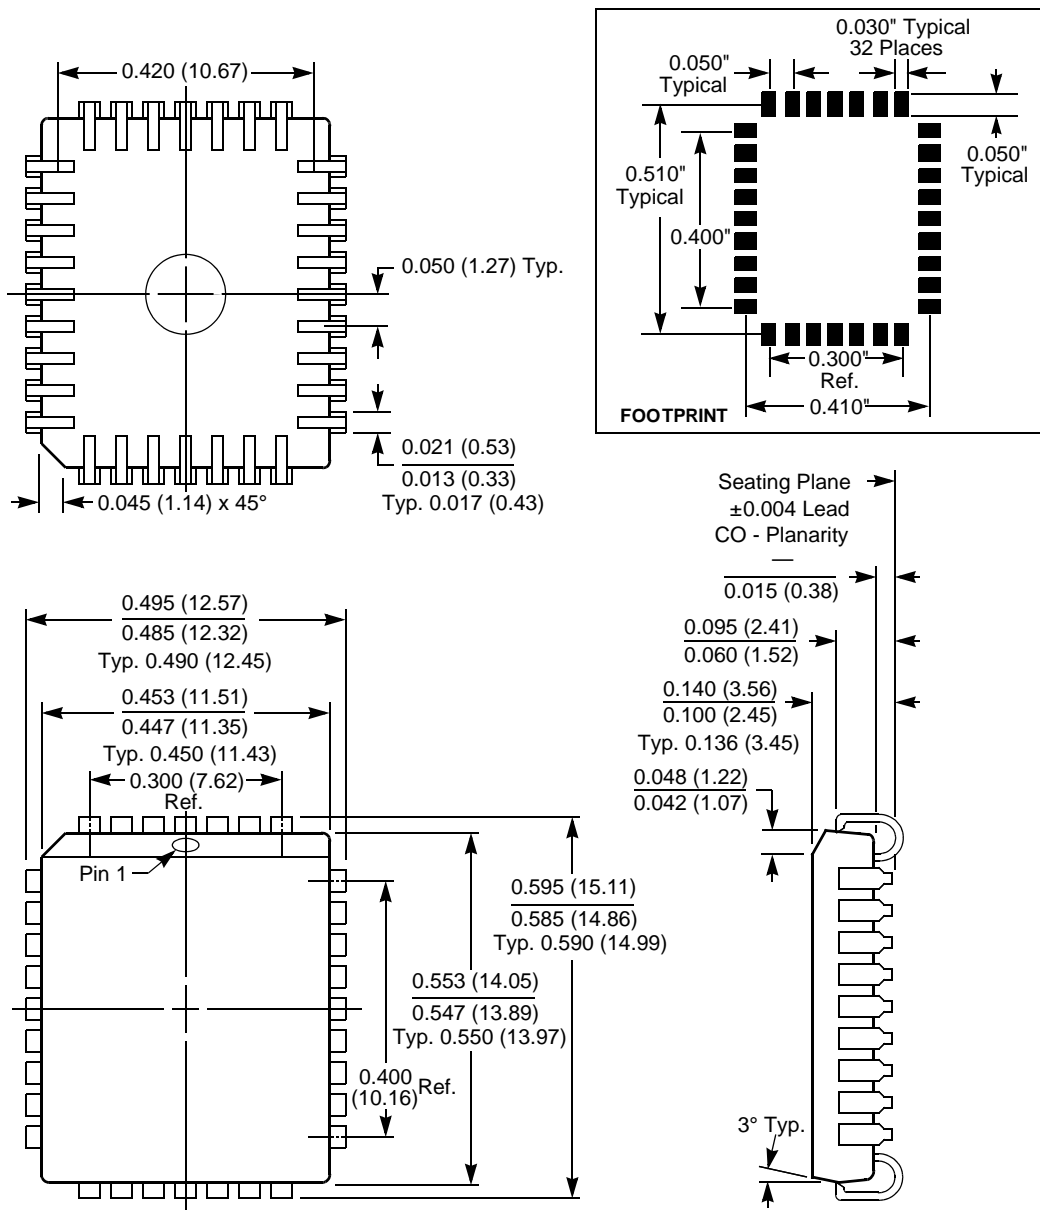 0.420 (10.67)
0.050 (1.27) Typ.
0.021 (0.53)
0.013 (0.33)
Typ. 0.017 (0.43)
0.045 (1.14) x 45°
0.030" Typical
32 Places
0.050"
Typical
0.050"
Typical
0.510"
Typical
0.400"
0.300"
Ref.
0.410"
FOOTPRINT
Seating Plane
±0.004 Lead
CO - Planarity
—
0.015 (0.38)
0.095 (2.41)
0.060 (1.52)
0.140 (3.56)
0.100 (2.45)
Typ. 0.136 (3.45)
0.048 (1.22)
0.042 (1.07)
3° Typ.
0.495 (12.57)
0.485 (12.32)
Typ. 0.490 (12.45)
0.453 (11.51)
0.447 (11.35)
Typ. 0.450 (11.43)
0.300 (7.62)
Ref.
Pin 1
0.595 (15.11)
0.585 (14.86)
Typ. 0.590 (14.99)
0.553 (14.05)
0.547 (13.89)
Typ. 0.550 (13.97)
0.400
(10.16) Ref.